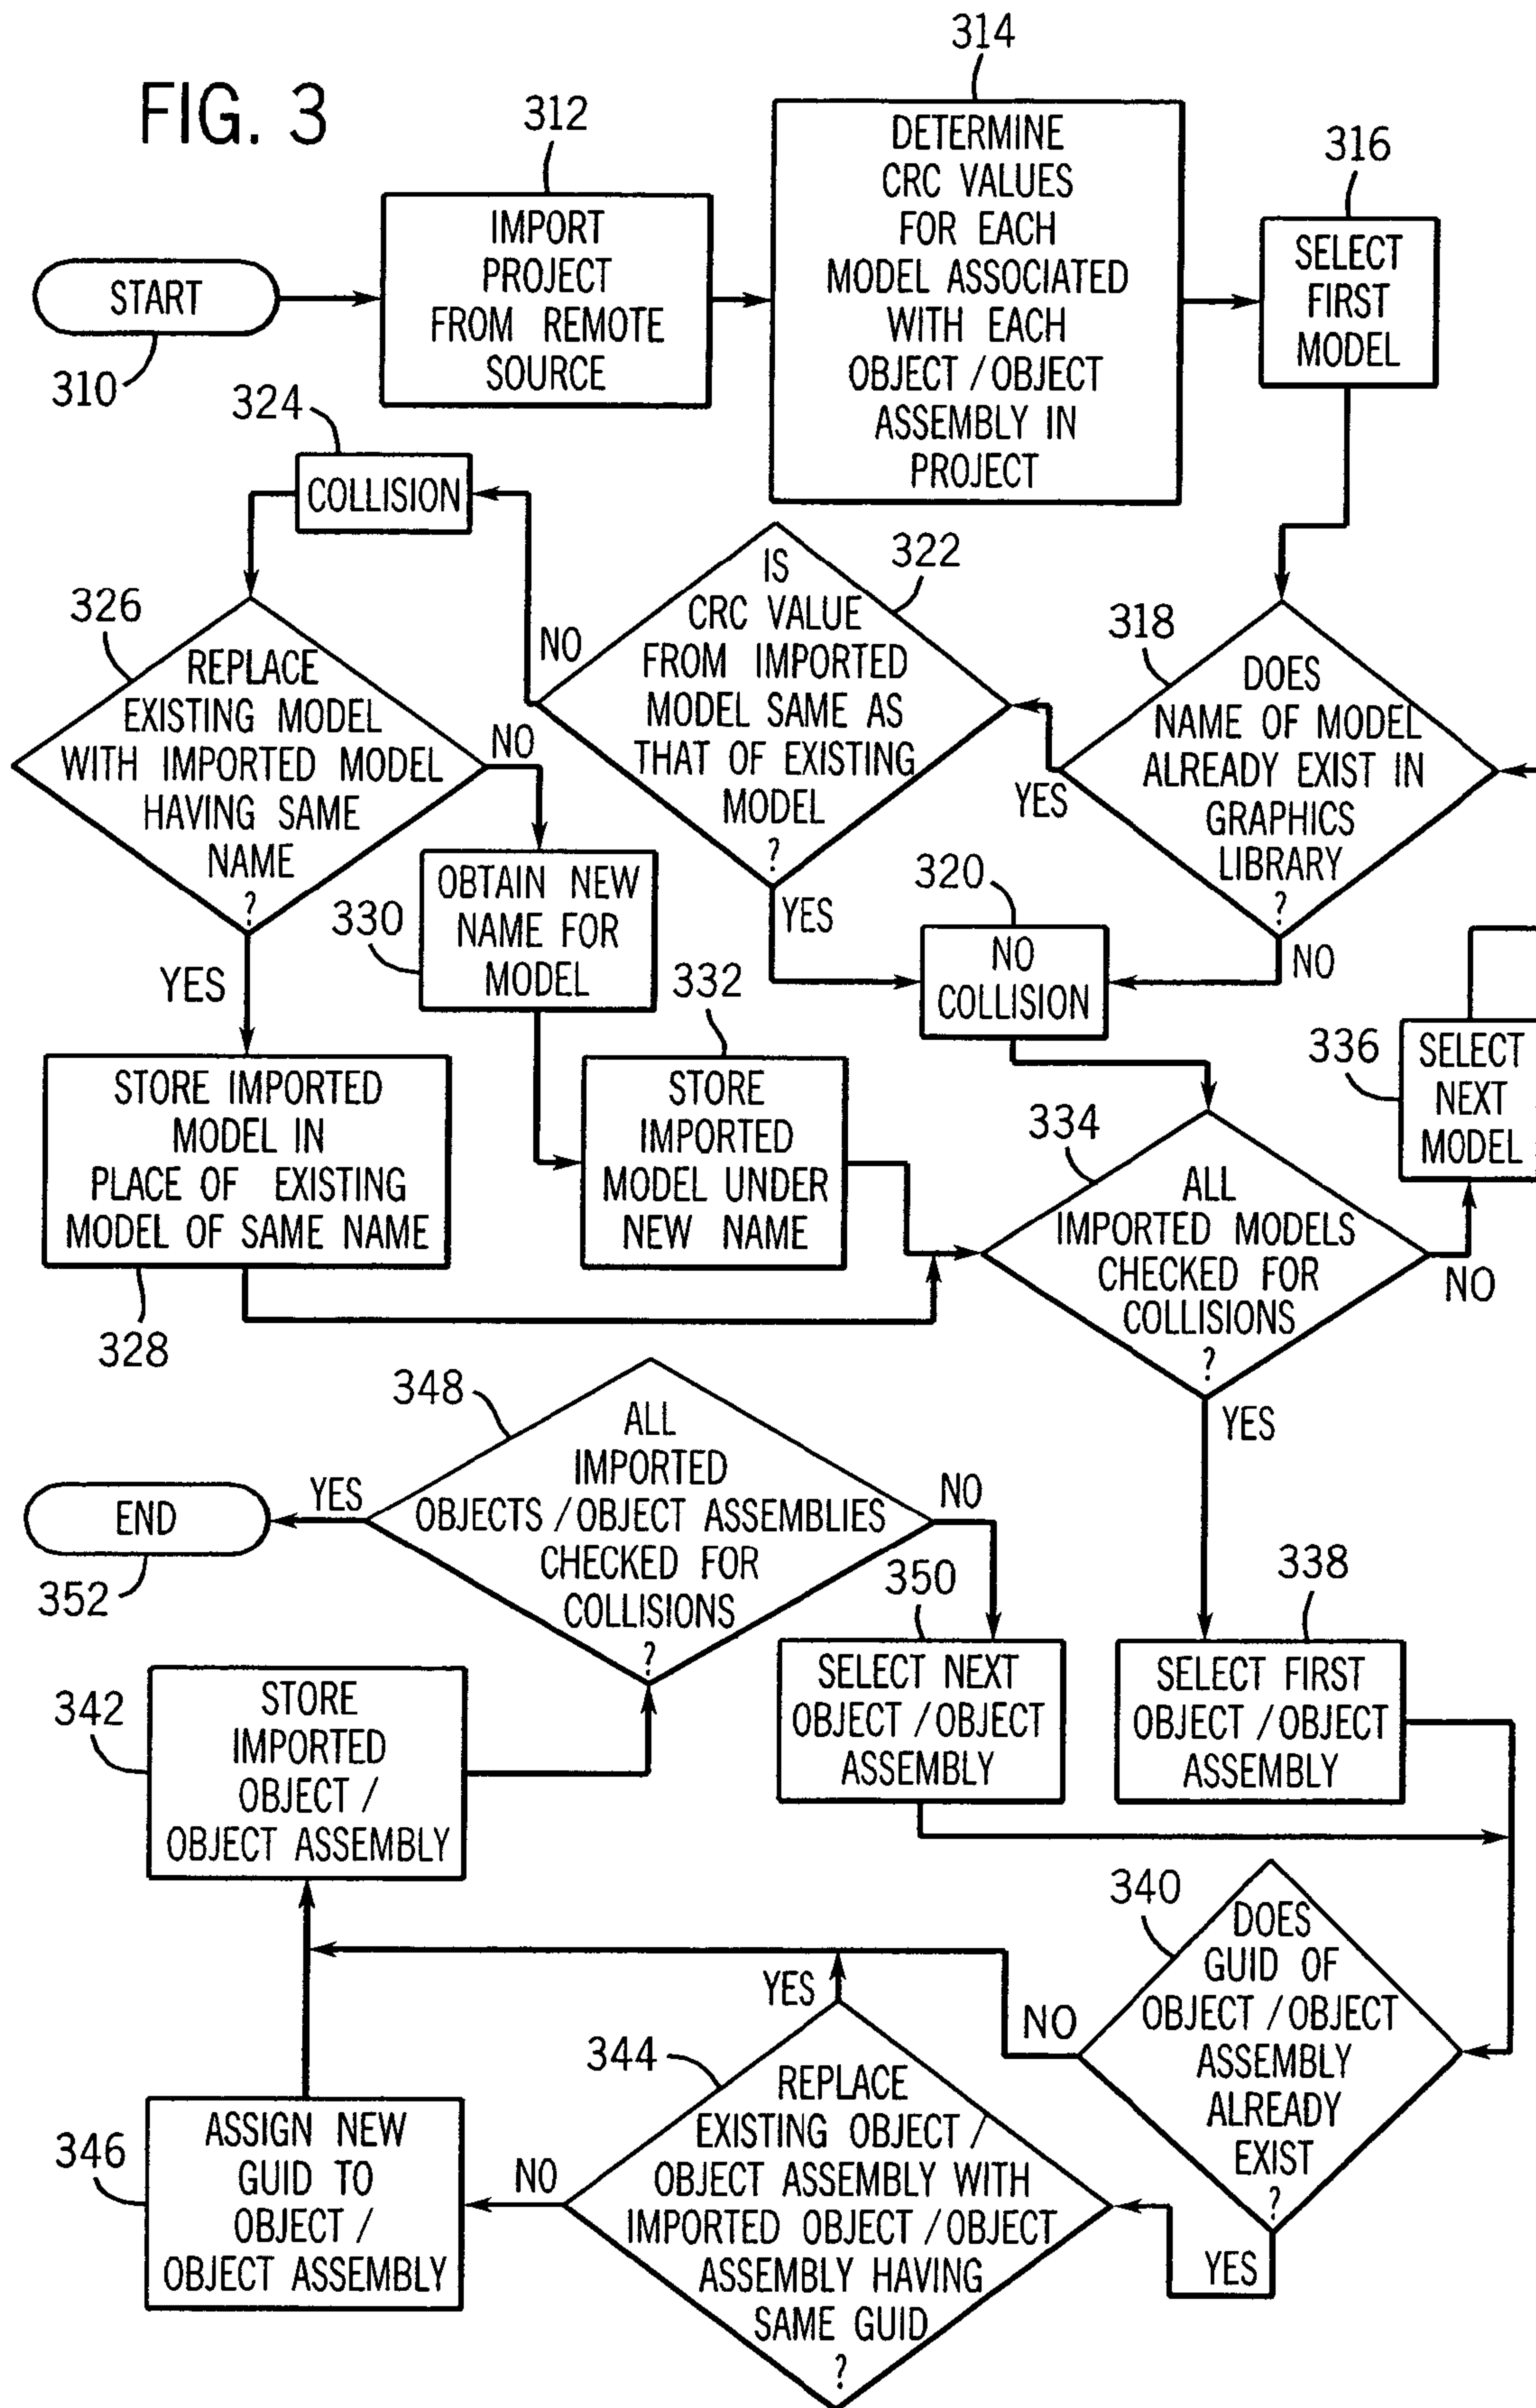 FIG. 3
310
START
312
IMPORT
PROJECT
FROM REMOTE
SOURCE
314
DETERMINE
CRC VALUES
FOR EACH
MODEL ASSOCIATED
WITH EACH
OBJECT / OBJECT
ASSEMBLY IN
PROJECT
316
SELECT
FIRST
MODEL
318
DOES
NAME OF MODEL
ALREADY EXIST IN
GRAPHICS
LIBRARY
?
YES
NO
322
IS
CRC VALUE
FROM IMPORTED
MODEL SAME AS
THAT OF EXISTING
MODEL
?
NO
YES
320
NO
COLLISION
324
COLLISION
326
REPLACE
EXISTING MODEL
WITH IMPORTED MODEL
HAVING SAME
NAME
?
NO
YES
330
OBTAIN NEW
NAME FOR
MODEL
332
STORE
IMPORTED
MODEL UNDER
NEW NAME
STORE IMPORTED
MODEL IN
PLACE OF EXISTING
MODEL OF SAME NAME
328
334
ALL
IMPORTED MODELS
CHECKED FOR
COLLISIONS
?
NO
YES
336
SELECT
NEXT
MODEL
338
SELECT FIRST
OBJECT / OBJECT
ASSEMBLY
348
ALL
IMPORTED
OBJECTS / OBJECT ASSEMBLIES
CHECKED FOR
COLLISIONS
?
YES
NO
END
352
350
SELECT NEXT
OBJECT / OBJECT
ASSEMBLY
342
STORE
IMPORTED
OBJECT /
OBJECT ASSEMBLY
340
DOES
GUID OF
OBJECT / OBJECT
ASSEMBLY
ALREADY
EXIST
?
NO
YES
344
REPLACE
EXISTING OBJECT /
OBJECT ASSEMBLY WITH
IMPORTED OBJECT / OBJECT
ASSEMBLY HAVING
SAME GUID
?
YES
NO
346
ASSIGN NEW
GUID TO
OBJECT /
OBJECT ASSEMBLY